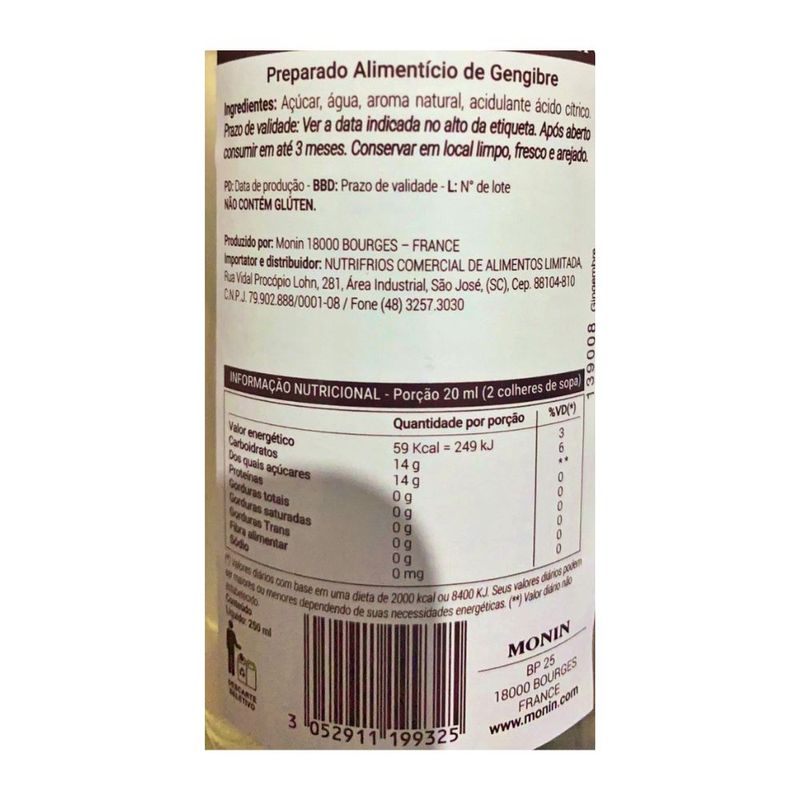 Preparado Alimentício de Gengibre
Ingredientes: Açúcar, água, aroma natural, acidulante ácido cítrico.
Prazo de validade: Ver a data indicada no alto da etiqueta. Após aberto
consumir em até 3 meses. Conservar em local limpo, fresco e arejado.
PD: Data de produção - BBD: Prazo de validade - L: N° de lote
NÃO CONTÉM GLÚTEN.
Produzido por: Monin 18000 BOURGES – FRANCE
Importator e distribuidor: NUTRIFRIOS COMERCIAL DE ALIMENTOS LIMITADA,
Rua Vidal Procópio Lohn, 281, Área Industrial, São José, (SC), Cep. 88104-810
C.N.P.J. 79.902.888/0001-08 / Fone (48) 3257.3030
139008 Gingembre
INFORMAÇÃO NUTRICIONAL - Porção 20 ml (2 colheres de sopa)
Quantidade por porção %VD(*)
Valor energético 59 Kcal = 249 kJ 3
Carboidratos 14 g 6
Dos quais açúcares 14 g **
Proteínas 0 g 0
Gorduras totais 0 g 0
Gorduras saturadas 0 g 0
Gorduras Trans 0 g 0
Fibra alimentar 0 g 0
Sódio 0 mg 0
(*) Valores diários com base em uma dieta de 2000 kcal ou 8400 KJ. Seus valores diários podem
ser maiores ou menores dependendo de suas necessidades energéticas. (**) Valor diário não
estabelecido.
Conteúdo
Líquido: 250 ml
DESCARTE
SELETIVO
3 052911 199325
MONIN
BP 25
18000 BOURGES
FRANCE
www.monin.com